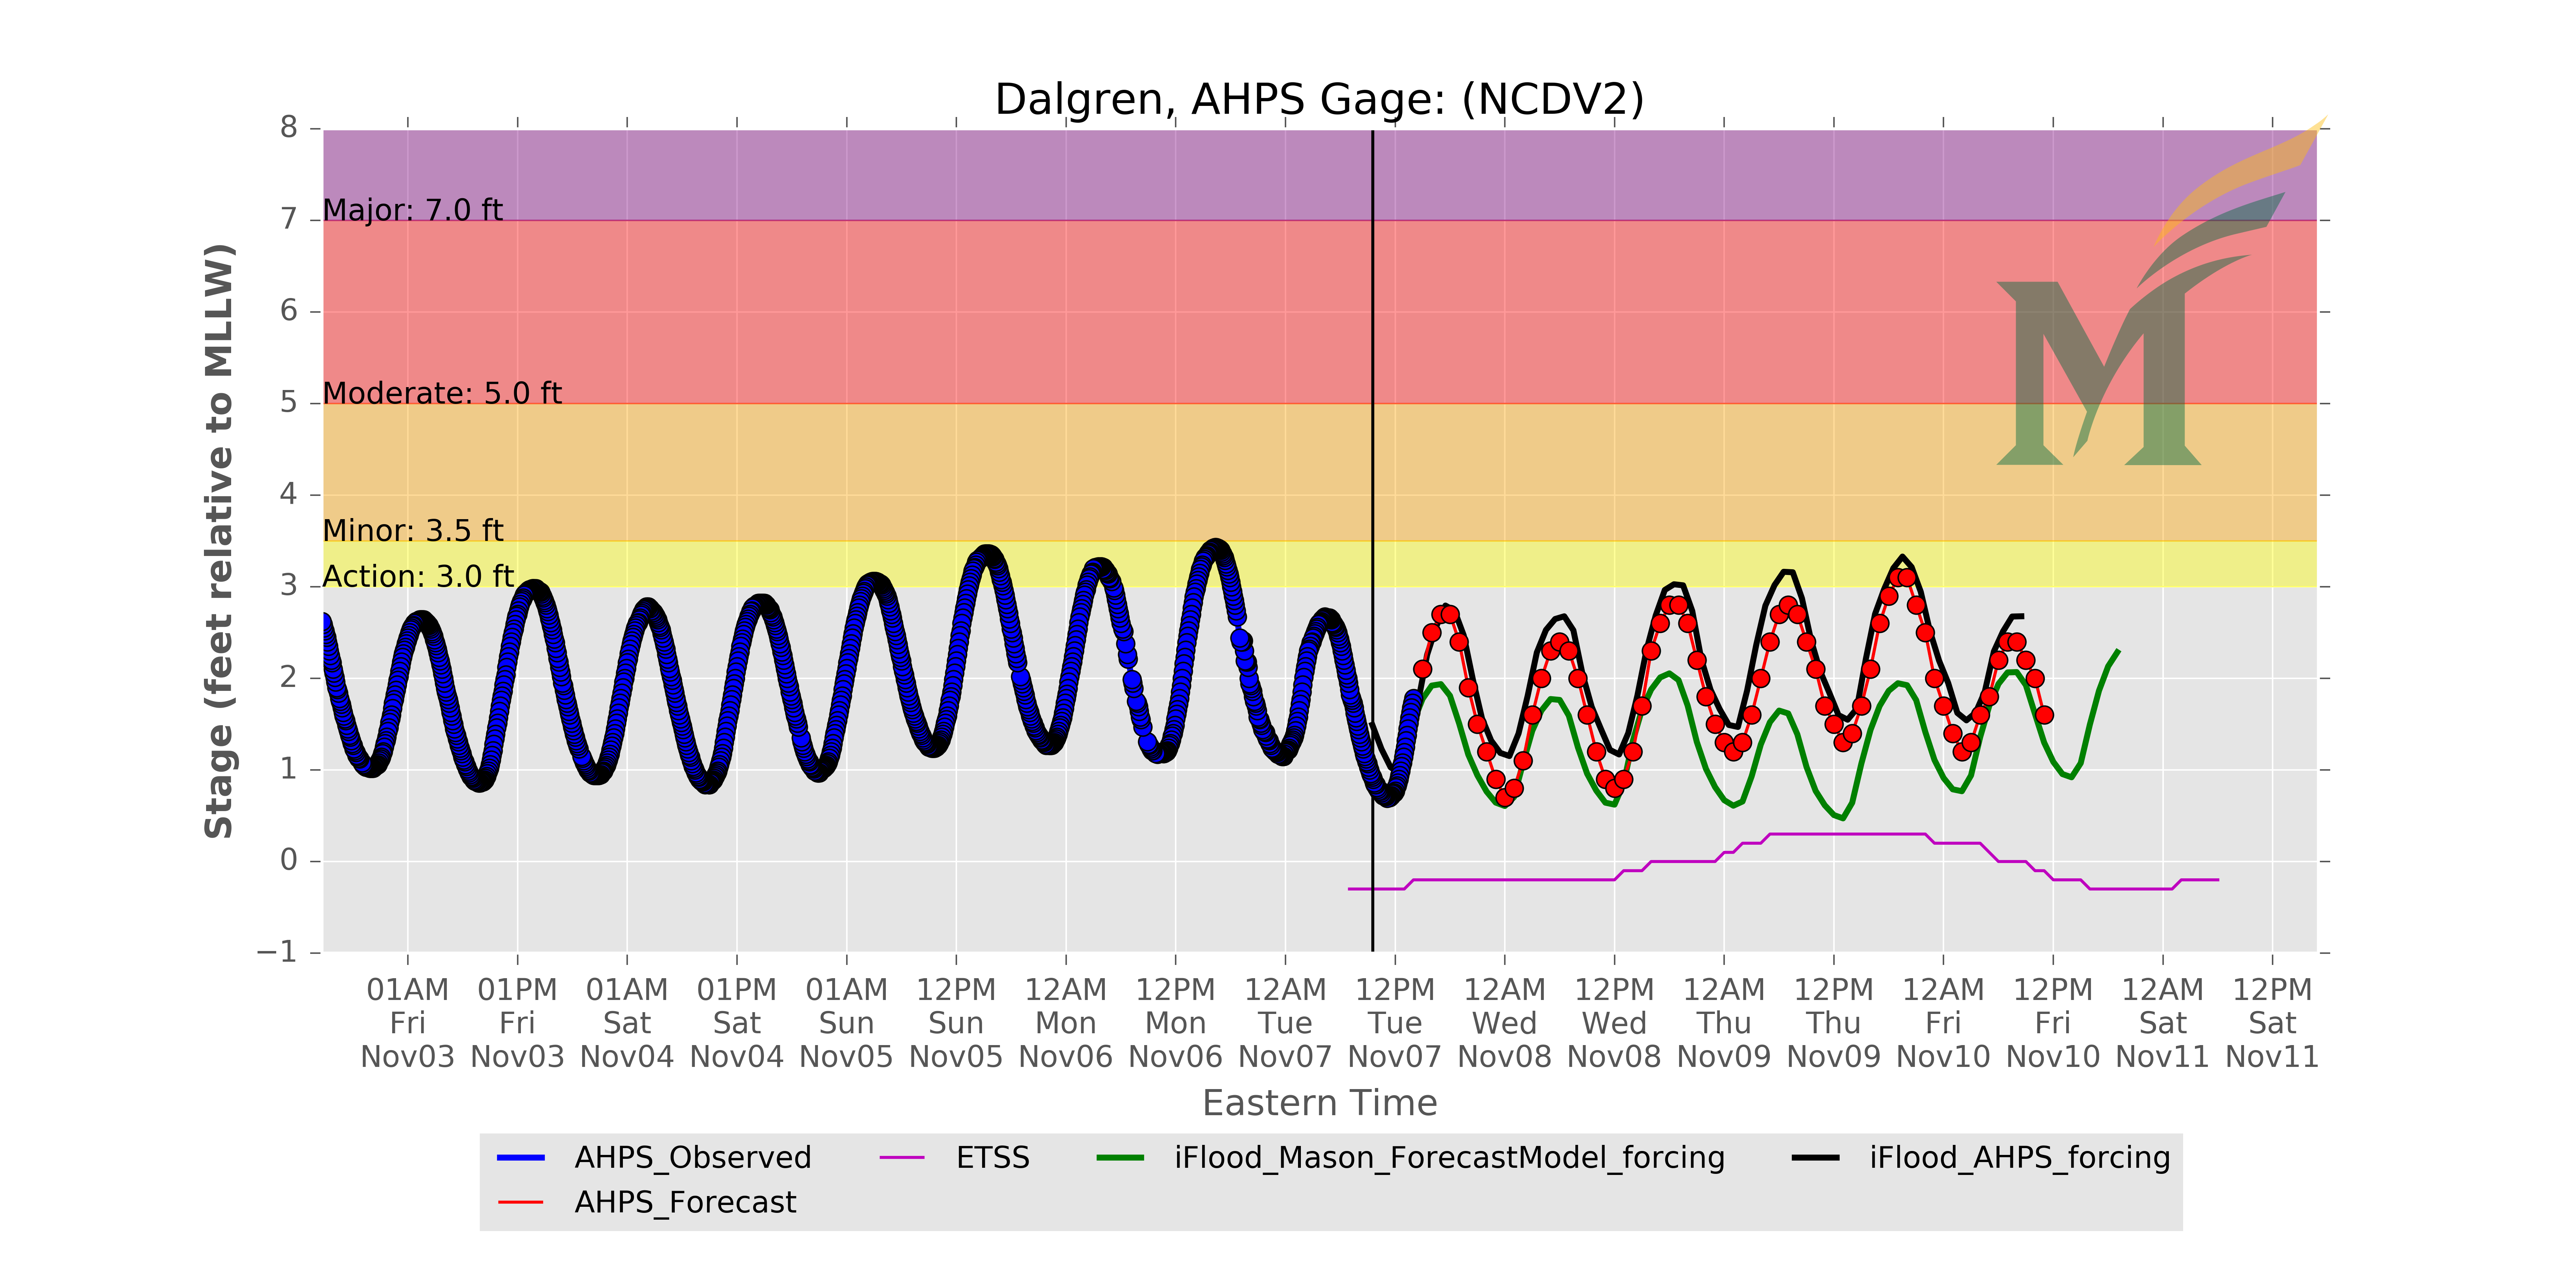 Dalgren, AHPS Gage: (NCDV2)
Stage (feet relative to MLLW)
8
7
6
5
4
3
2
1
0
−1
Major: 7.0 ft
Moderate: 5.0 ft
Minor: 3.5 ft
Action: 3.0 ft
M
01AM 01PM 01AM 01PM 01AM 12PM 12AM 12PM 12AM 12PM 12AM 12PM 12AM 12PM 12AM 12PM 12AM 12PM
Fri Fri Sat Sat Sun Sun Mon Mon Tue Tue Wed Wed Thu Thu Fri Fri Sat Sat
Nov03 Nov03 Nov04 Nov04 Nov05 Nov05 Nov06 Nov06 Nov07 Nov07 Nov08 Nov08 Nov09 Nov09 Nov10 Nov10 Nov11 Nov11
Eastern Time
AHPS_Observed ETSS iFlood_Mason_ForecastModel_forcing iFlood_AHPS_forcing
AHPS_Forecast